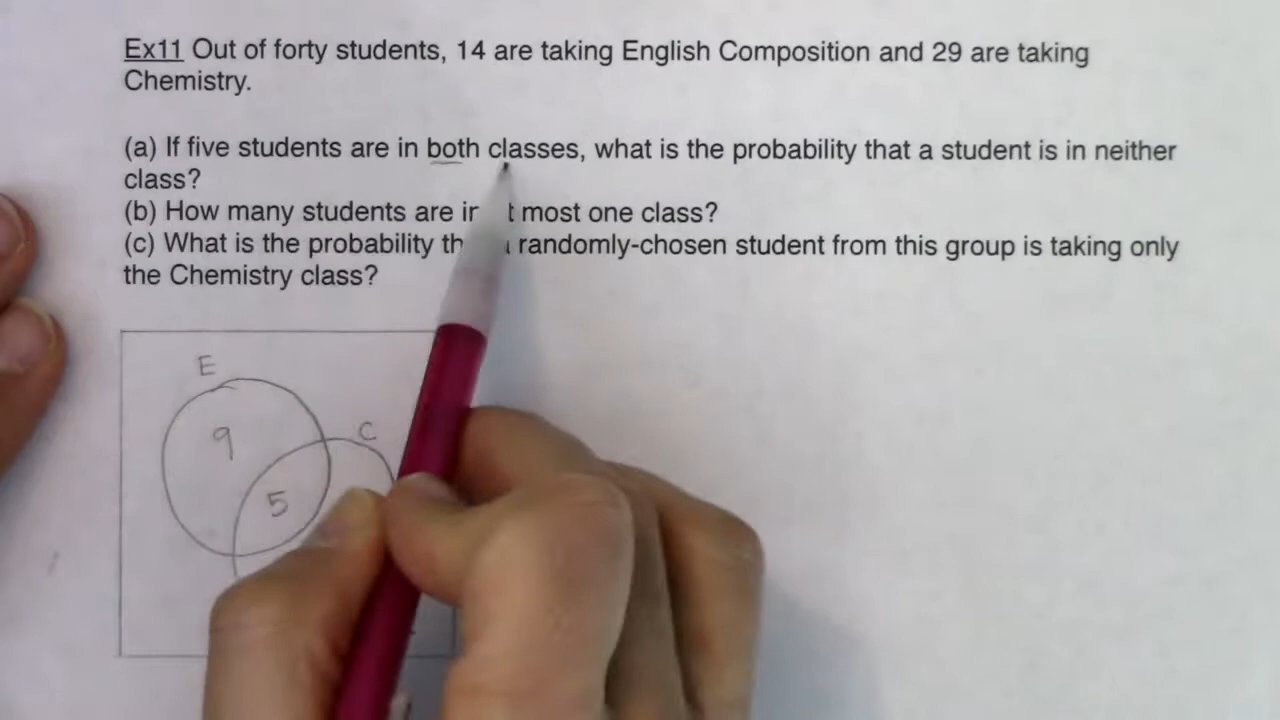 Ex11 Out of forty students, 14 are taking English Composition and 29 are taking
Chemistry.
(a) If five students are in both classes, what is the probability that a student is in neither
class?
(b) How many students are in most one class?
(c) What is the probability randomly-chosen student from this group is taking only
the Chemistry class?
E
C
9
5